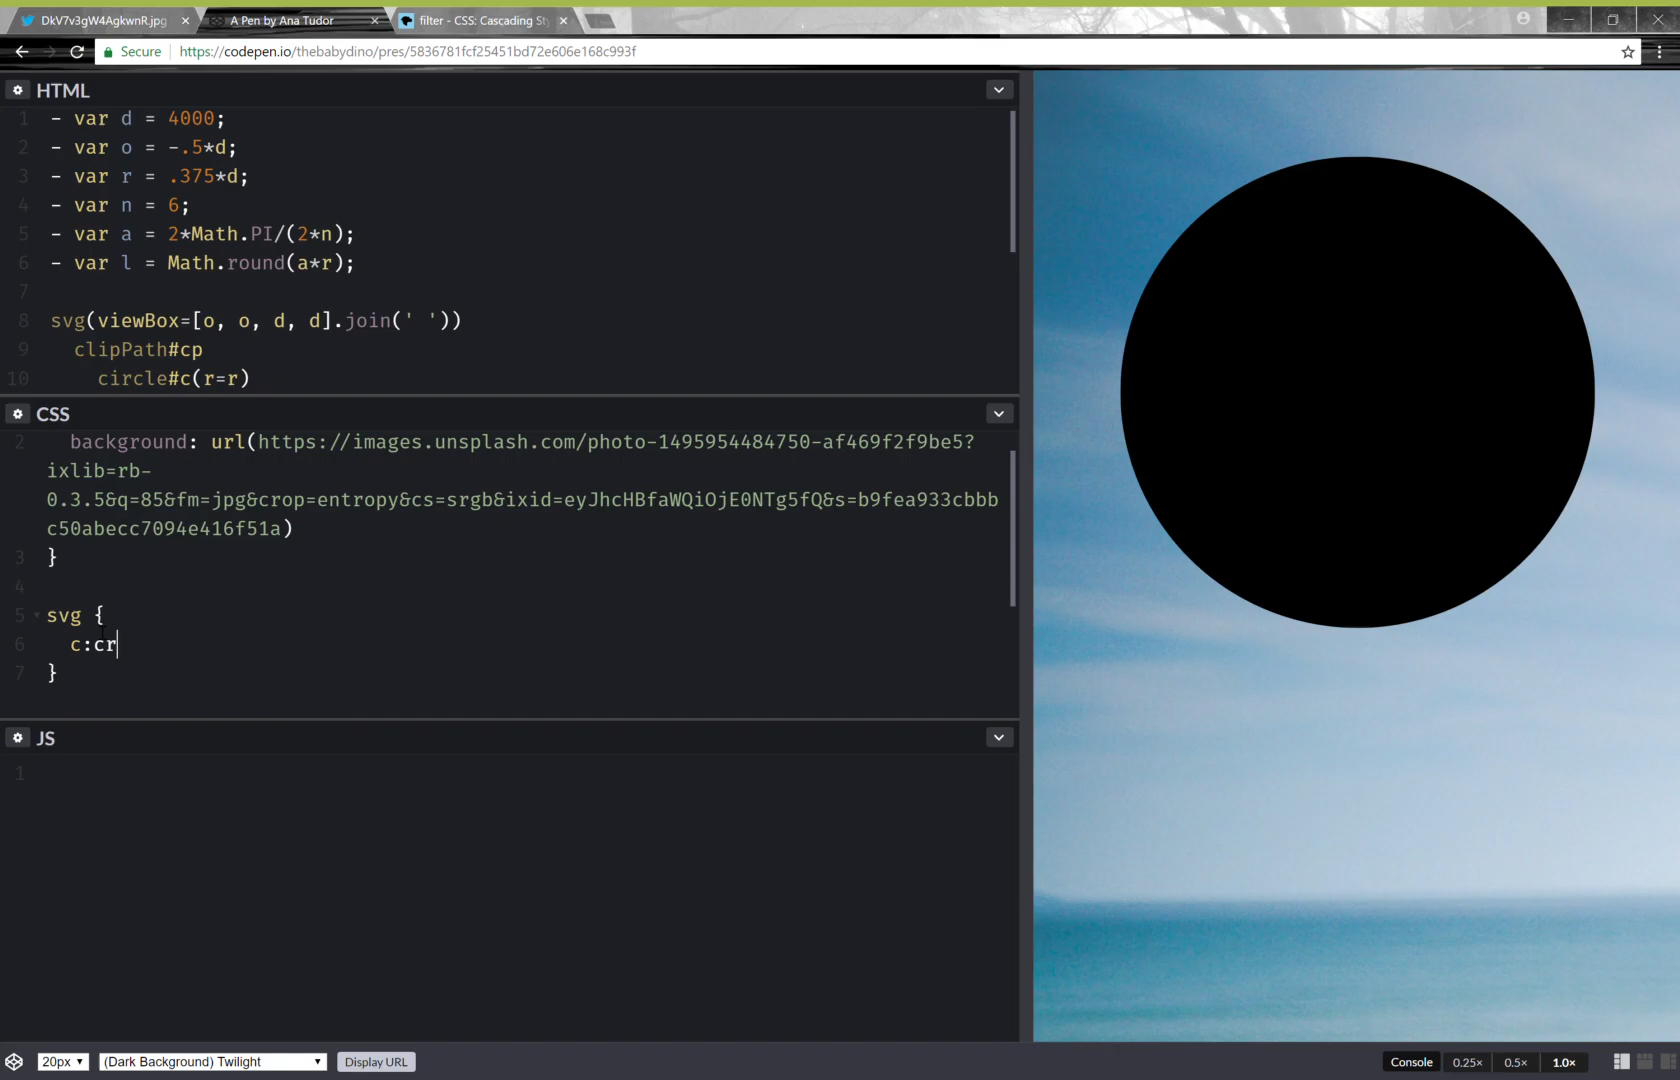 DkV7v3gW4AgkwnR.jpg
A Pen by Ana Tudor
filter - CSS: Cascading Sty
Secure
https://codepen.io/thebabydino/pres/5836781fcf25451bd72e606e168c993f
HTML
1 - var d = 4000;
2 - var o = -.5*d;
3 - var r = .375*d;
4 - var n = 6;
5 - var a = 2*Math.PI/(2*n);
6 - var l = Math.round(a*r);
7
8 svg(viewBox=[o, o, d, d].join(' '))
9 clipPath#cp
10 circle#c(r=r)
CSS
2 background: url(https://images.unsplash.com/photo-1495954484750-af469f2f9be5?
ixlib=rb-
0.3.5&q=85&fm=jpg&crop=entropy&cs=srgb&ixid=eyJhcHBfaWQiOjE0NTg5fQ&s=b9fea933cbbb
c50abecc7094e416f51a)
3 }
4
5 svg {
6 c:cr
7 }
JS
1
20px
(Dark Background) Twilight
Display URL
Console
0.25×
0.5×
1.0×